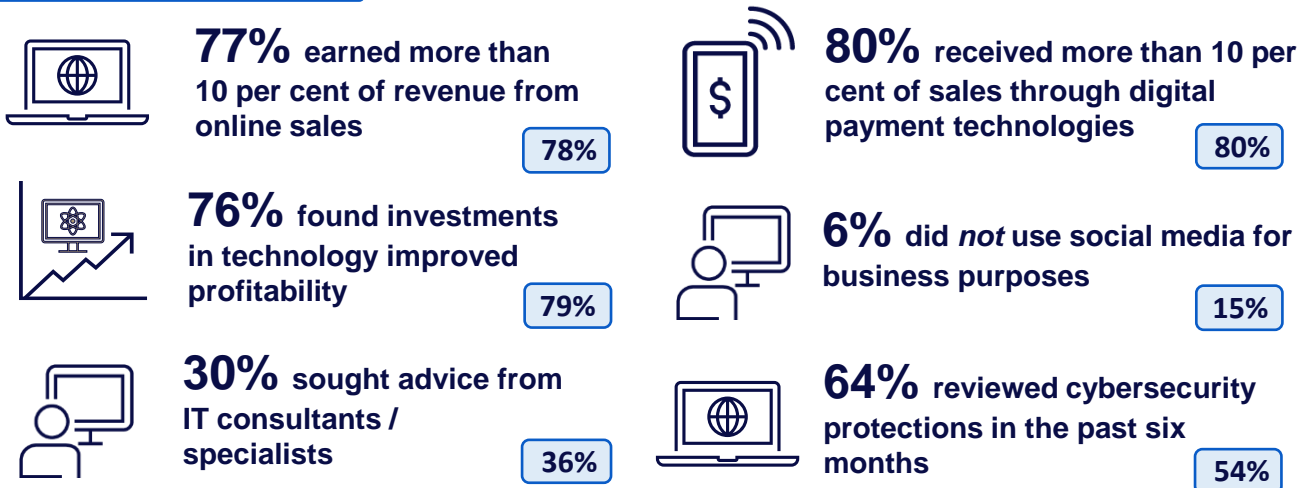 77% earned more than
10 per cent of revenue from
online sales
78%
80% received more than 10 per
cent of sales through digital
payment technologies
80%
76% found investments
in technology improved
profitability
79%
6% did not use social media for
business purposes
15%
30% sought advice from
IT consultants /
specialists
36%
64% reviewed cybersecurity
protections in the past six
months
54%
$